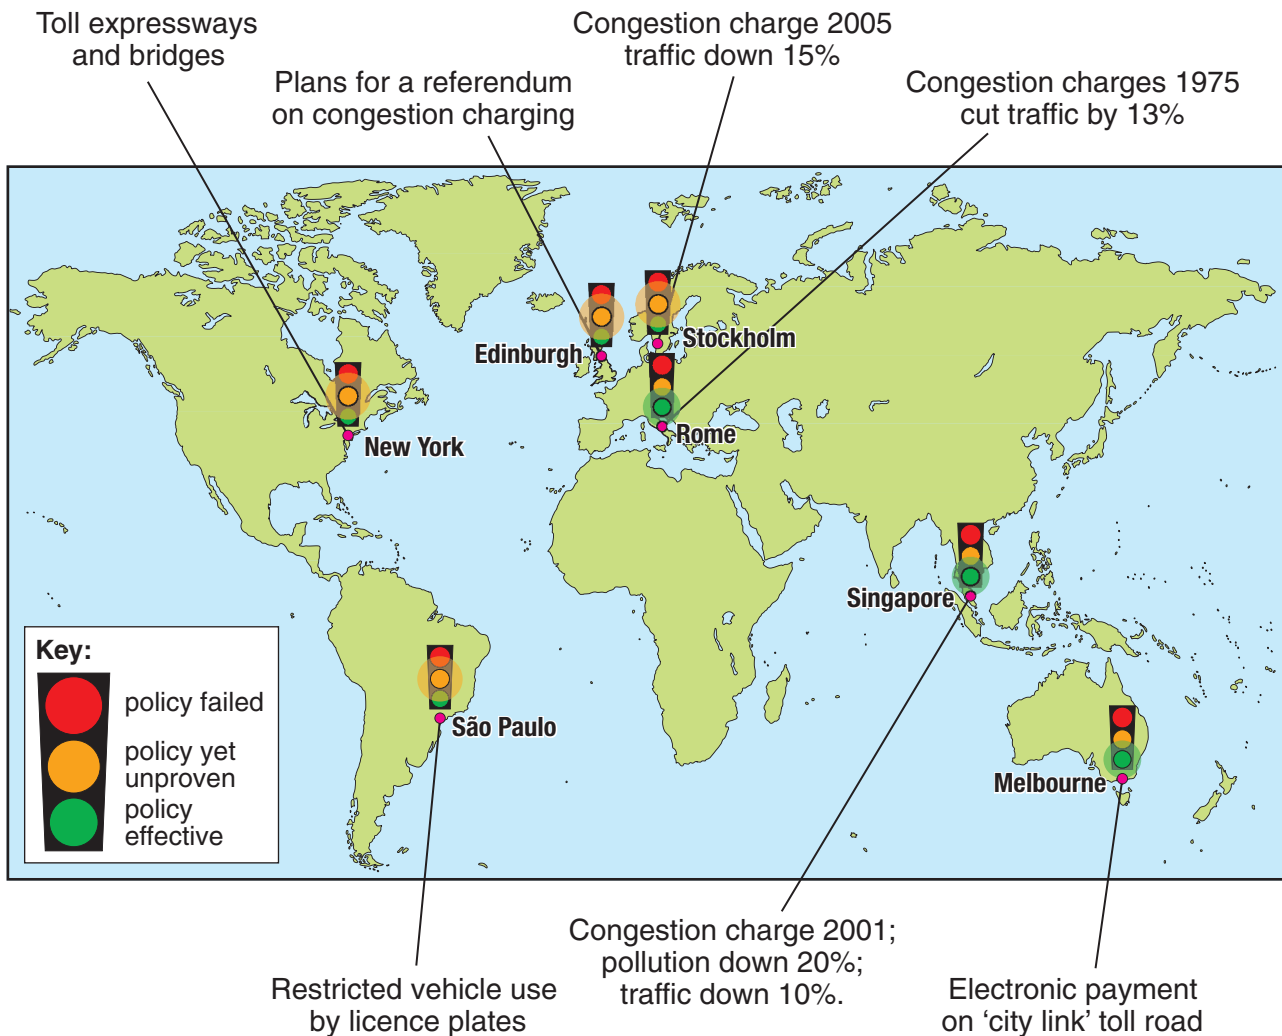 Toll expressways
and bridges
Plans for a referendum
on congestion charging
Congestion charge 2005
traffic down 15%
Congestion charges 1975
cut traffic by 13%
Edinburgh
Stockholm
New York
Rome
Singapore
São Paulo
Melbourne
Key:
policy failed
policy yet
unproven
policy
effective
Restricted vehicle use
by licence plates
Congestion charge 2001;
pollution down 20%;
traffic down 10%.
Electronic payment
on ‘city link’ toll road